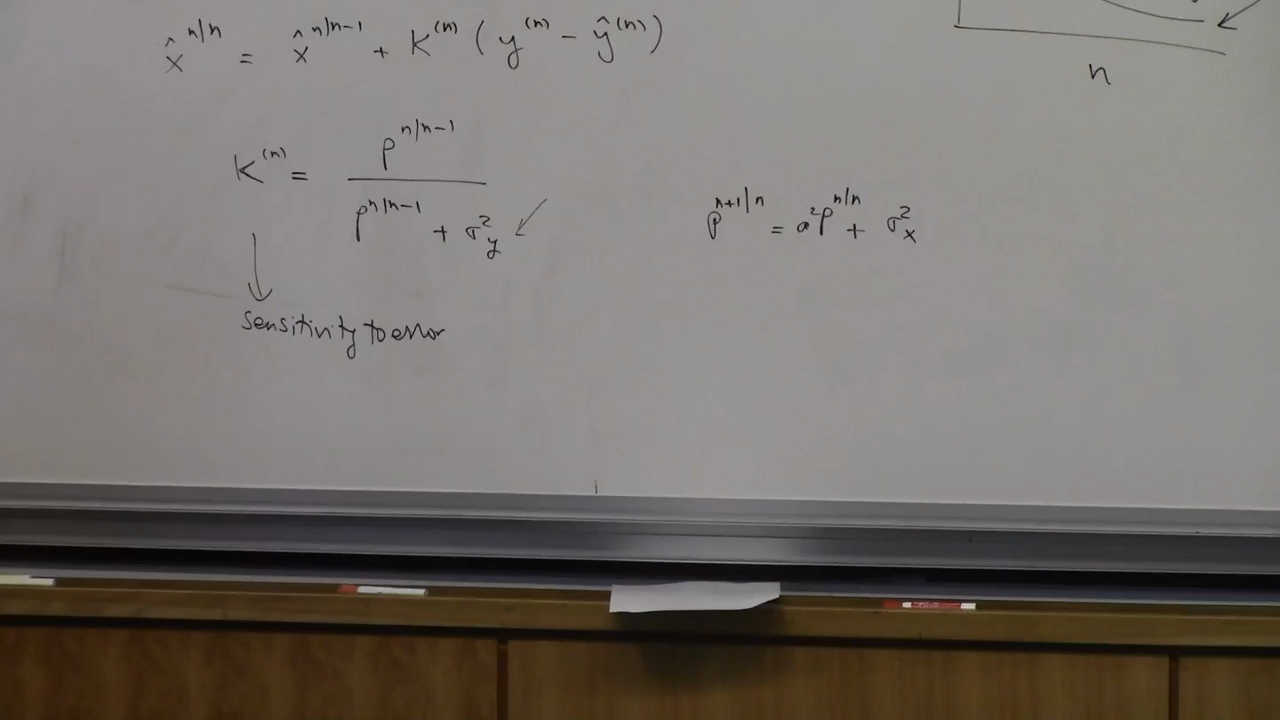 x̂^{n|n} = x̂^{n|n-1} + K^{(n)} (y^{(n)} - ŷ^{(n)})
n
K^{(n)} = P^{n|n-1} / (P^{n|n-1} + σ_y^2)
P^{n+1|n} = a^2 P^{n|n} + σ_x^2
Sensitivity to error